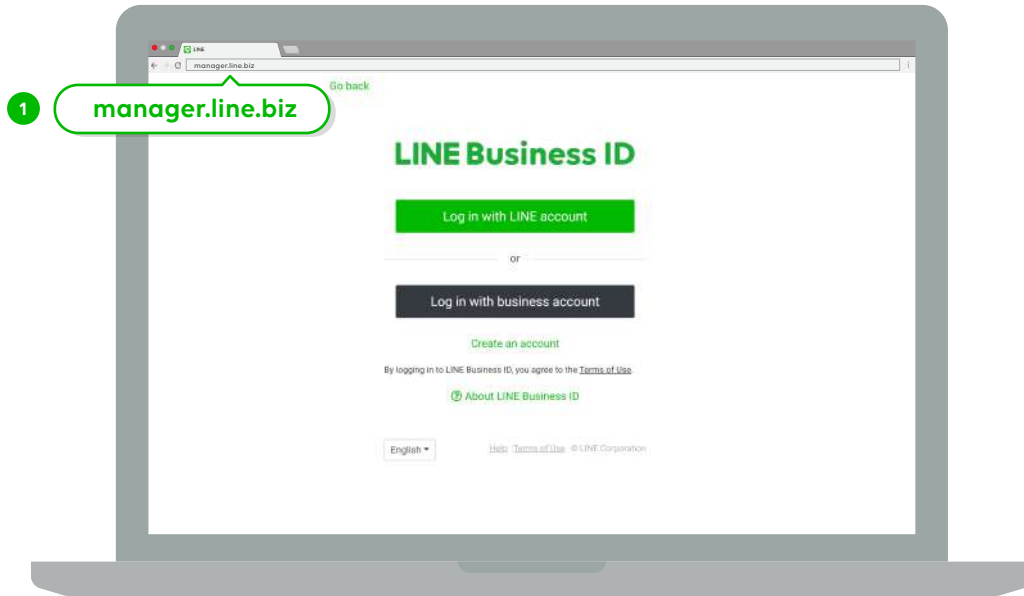 LINE
manager.line.biz
Go back
1
manager.line.biz
LINE Business ID
Log in with LINE account
or
Log in with business account
Create an account
By logging in to LINE Business ID, you agree to the Terms of Use.
? About LINE Business ID
English
Help Terms of Use © LINE Corporation